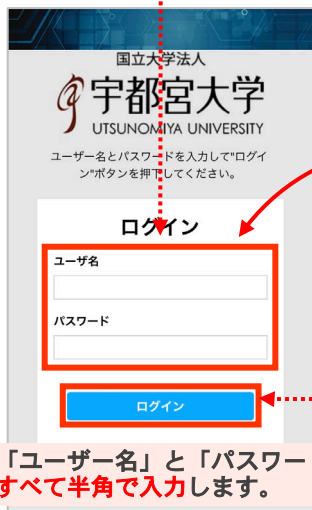 国立大学法人
宇都宮大学
UTSUNOMIYA UNIVERSITY
ユーザー名とパスワードを入力して"ログイ
ン"ボタンを押下してください。
ログイン
ユーザ名
パスワード
ログイン
「ユーザー名」と「パスワー
すべて半角で入力します。